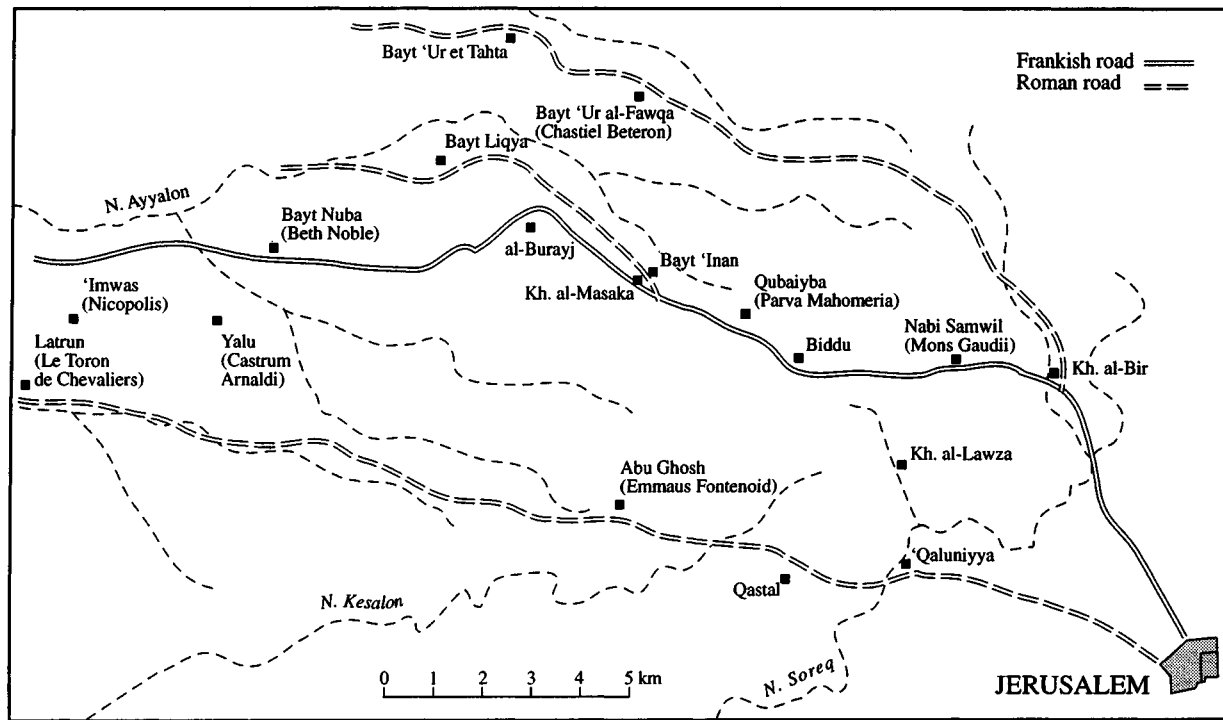 Bayt ‘Ur et Tahta
Frankish road
Roman road
Bayt ‘Ur al-Fawqa
(Chastiel Beteron)
Bayt Liqya
N. Ayyalon
Bayt Nuba
(Beth Noble)
al-Burayj
Bayt ‘Inan
Kh. al-Masaka
Qubaiyba
(Parva Mahomeria)
‘Imwas
(Nicopolis)
Latrun
(Le Toron
de Chevaliers)
Yalu
(Castrum
Arnaldi)
Biddu
Nabi Samwil
(Mons Gaudii)
Kh. al-Bir
Kh. al-Lawza
Abu Ghosh
(Emmaus Fontenoid)
‘Qaluniyya
Qastal
N. Kesalon
N. Soreq
0 1 2 3 4 5 km
JERUSALEM